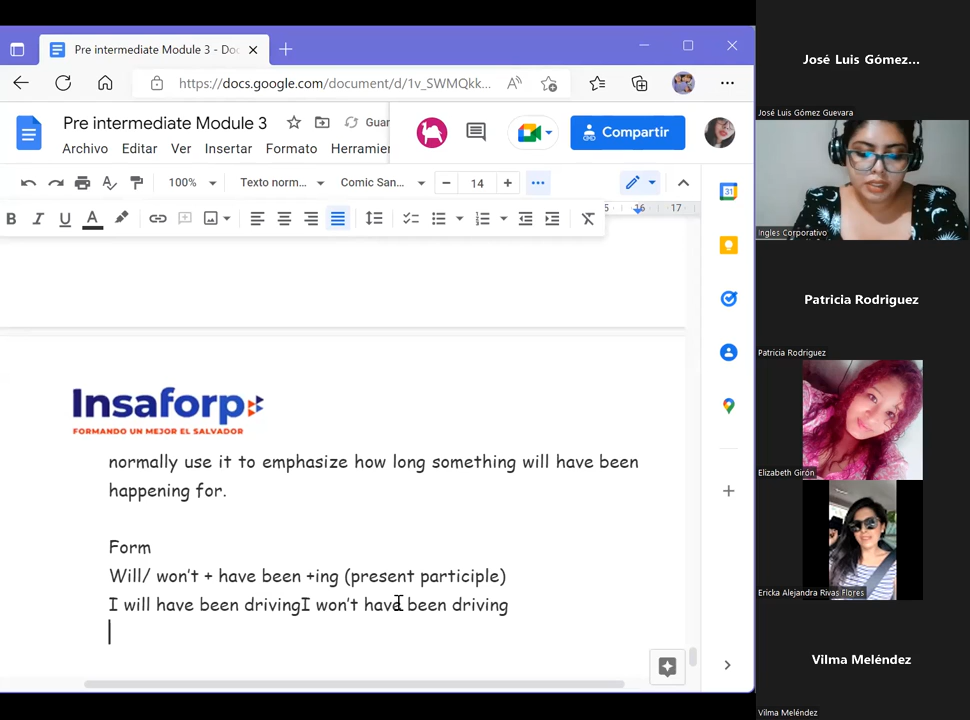 Pre intermediate Module 3 - Doc
https://docs.google.com/document/d/1v_SWMQkk...
Pre intermediate Module 3
Guar
Archivo Editar Ver Insertar Formato Herramien
Compartir
100% Texto norm... Comic San... 14
16 17
Insaforp
FORMANDO UN MEJOR EL SALVADOR
normally use it to emphasize how long something will have been
happening for.
Form
Will/ won't + have been +ing (present participle)
I will have been drivingI won't have been driving
José Luis Gómez...
José Luis Gómez Guevara
Ingles Corporativo
Patricia Rodriguez
Patricia Rodriguez
Elizabeth Girón
Ericka Alejandra Rivas Flores
Vilma Meléndez
Vilma Meléndez